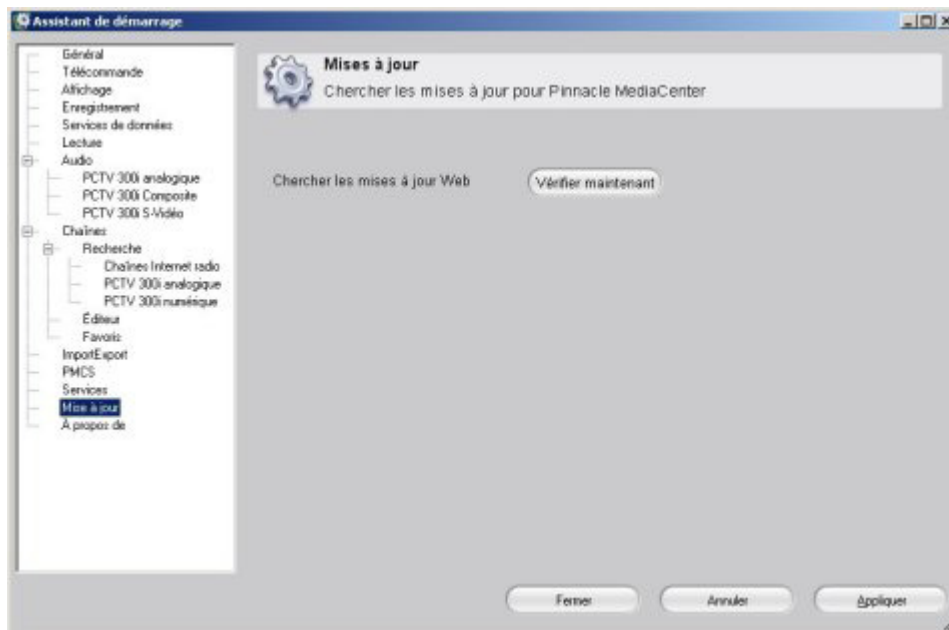 Assistant de démarrage
Général
Télécommande
Affichage
Enregistrement
Services de données
Lecture
Audio
PCTV 300i analogique
PCTV 300i Composite
PCTV 300i S-Vidéo
Chaînes
Recherche
Chaînes Internet radio
PCTV 300i analogique
PCTV 300i numérique
Éditeur
Favoris
ImportExport
PMCS
Services
Mise à jour
À propos de
Mises à jour
Chercher les mises à jour pour Pinnacle MediaCenter
Chercher les mises à jour Web
Vérifier maintenant
Fermer
Annuler
Appliquer